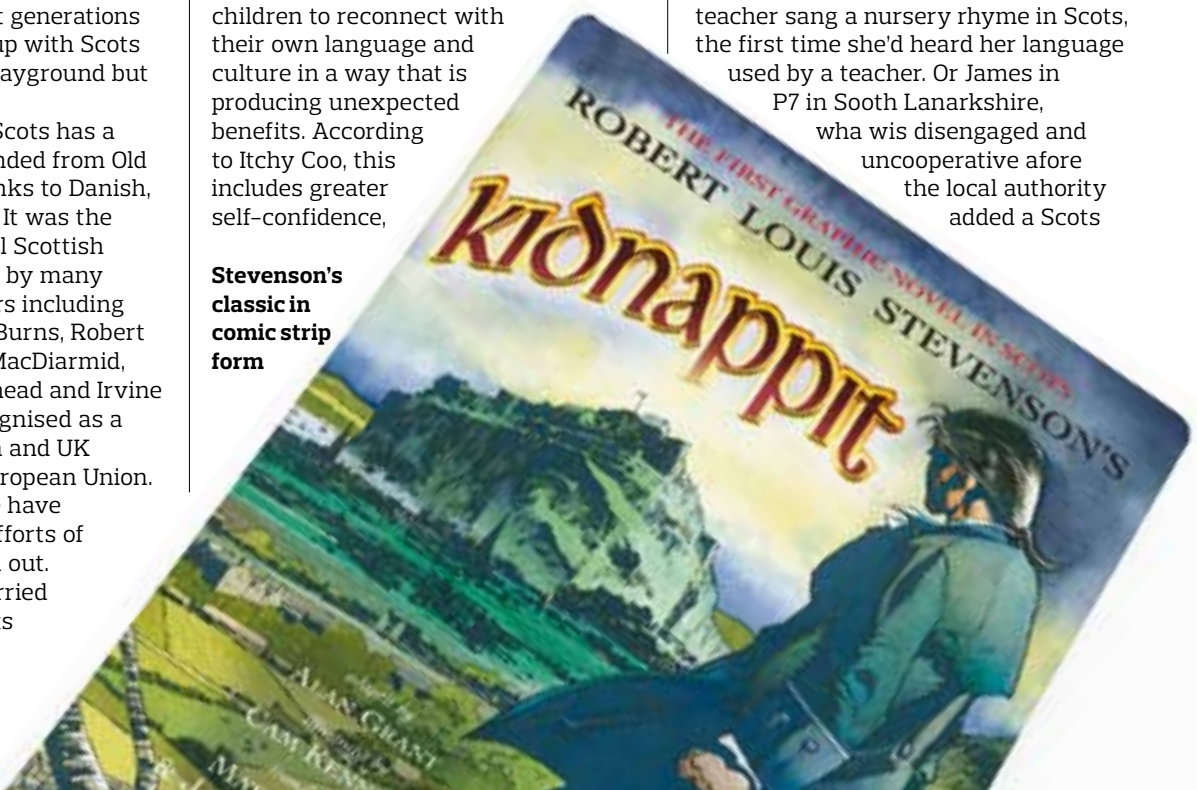 t generations
up with Scots
ayground but
Scots has a
nded from Old
nks to Danish,
It was the
l Scottish
by many
rs including
Burns, Robert
MacDiarmid,
head and Irvine
gnised as a
and UK
ropean Union.
have
fforts of
out.
rried
ts
children to reconnect with
their own language and
culture in a way that is
producing unexpected
benefits. According
to Itchy Coo, this
includes greater
self-confidence,
Stevenson's
classic in
comic strip
form
teacher sang a nursery rhyme in Scots,
the first time she'd heard her language
used by a teacher. Or James in
P7 in Sooth Lanarkshire,
wha wis disengaged and
uncooperative afore
the local authority
added a Scots
THE FIRST GRAPHIC NOVEL IN SCOTS
ROBERT LOUIS STEVENSON'S
kidnappit
ALAN GRANT
CAM KENN